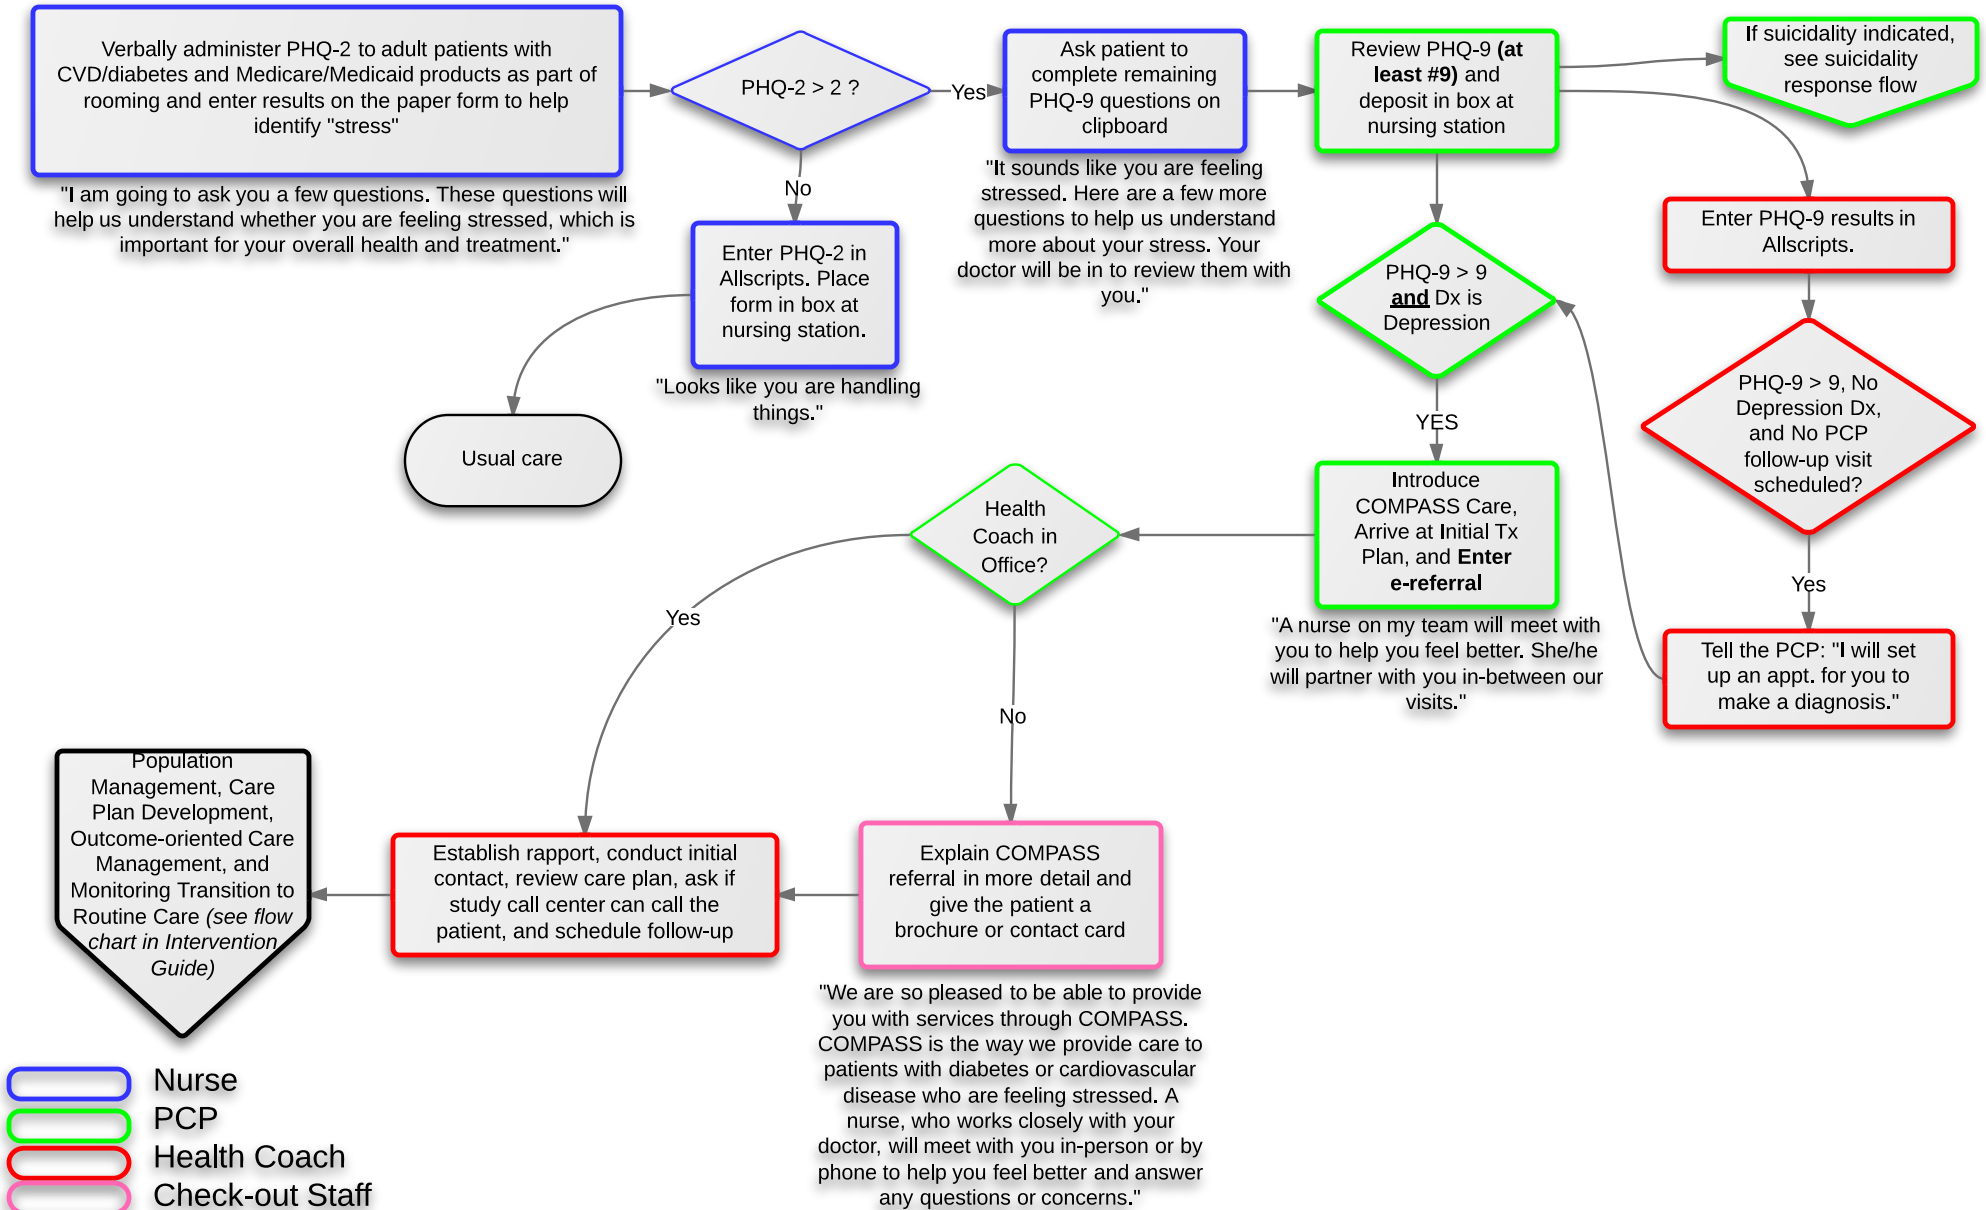 Verbally administer PHQ-2 to adult patients with
CVD/diabetes and Medicare/Medicaid products as part of
rooming and enter results on the paper form to help
identify "stress"
"I am going to ask you a few questions. These questions will
help us understand whether you are feeling stressed, which is
important for your overall health and treatment."
PHQ-2 > 2 ?
Yes
No
Enter PHQ-2 in
Allscripts. Place
form in box at
nursing station.
"Looks like you are handling
things."
Usual care
Ask patient to
complete remaining
PHQ-9 questions on
clipboard
"It sounds like you are feeling
stressed. Here are a few more
questions to help us understand
more about your stress. Your
doctor will be in to review them with
you."
Review PHQ-9 (at
least #9) and
deposit in box at
nursing station
If suicidality indicated,
see suicidality
response flow
Enter PHQ-9 results in
Allscripts.
PHQ-9 > 9
and Dx is
Depression
YES
PHQ-9 > 9, No
Depression Dx,
and No PCP
follow-up visit
scheduled?
Yes
Tell the PCP: "I will set
up an appt. for you to
make a diagnosis."
Introduce
COMPASS Care,
Arrive at Initial Tx
Plan, and Enter
e-referral
"A nurse on my team will meet with
you to help you feel better. She/he
will partner with you in-between our
visits."
Health
Coach in
Office?
Yes
No
Explain COMPASS
referral in more detail and
give the patient a
brochure or contact card
"We are so pleased to be able to provide
you with services through COMPASS.
COMPASS is the way we provide care to
patients with diabetes or cardiovascular
disease who are feeling stressed. A
nurse, who works closely with your
doctor, will meet with you in-person or by
phone to help you feel better and answer
any questions or concerns."
Establish rapport, conduct initial
contact, review care plan, ask if
study call center can call the
patient, and schedule follow-up
Population
Management, Care
Plan Development,
Outcome-oriented Care
Management, and
Monitoring Transition to
Routine Care (see flow
chart in Intervention
Guide)
Nurse
PCP
Health Coach
Check-out Staff